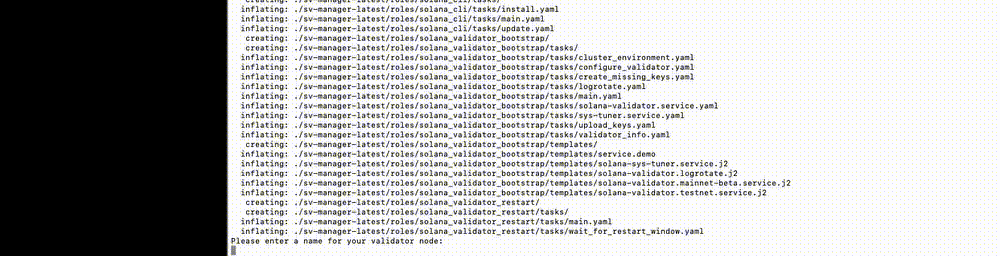 creating: ./sv-manager-latest/roles/solana_cli/tasks/
inflating: ./sv-manager-latest/roles/solana_cli/tasks/install.yaml
inflating: ./sv-manager-latest/roles/solana_cli/tasks/main.yaml
inflating: ./sv-manager-latest/roles/solana_cli/tasks/update.yaml
creating: ./sv-manager-latest/roles/solana_validator_bootstrap/
creating: ./sv-manager-latest/roles/solana_validator_bootstrap/tasks/
inflating: ./sv-manager-latest/roles/solana_validator_bootstrap/tasks/cluster_environment.yaml
inflating: ./sv-manager-latest/roles/solana_validator_bootstrap/tasks/configure_validator.yaml
inflating: ./sv-manager-latest/roles/solana_validator_bootstrap/tasks/create_missing_keys.yaml
inflating: ./sv-manager-latest/roles/solana_validator_bootstrap/tasks/logrotate.yaml
inflating: ./sv-manager-latest/roles/solana_validator_bootstrap/tasks/main.yaml
inflating: ./sv-manager-latest/roles/solana_validator_bootstrap/tasks/solana-validator.service.yaml
inflating: ./sv-manager-latest/roles/solana_validator_bootstrap/tasks/sys-tuner.service.yaml
inflating: ./sv-manager-latest/roles/solana_validator_bootstrap/tasks/upload_keys.yaml
inflating: ./sv-manager-latest/roles/solana_validator_bootstrap/tasks/validator_info.yaml
creating: ./sv-manager-latest/roles/solana_validator_bootstrap/templates/
inflating: ./sv-manager-latest/roles/solana_validator_bootstrap/templates/service.demo
inflating: ./sv-manager-latest/roles/solana_validator_bootstrap/templates/solana-sys-tuner.service.j2
inflating: ./sv-manager-latest/roles/solana_validator_bootstrap/templates/solana-validator.logrotate.j2
inflating: ./sv-manager-latest/roles/solana_validator_bootstrap/templates/solana-validator.mainnet-beta.service.j2
inflating: ./sv-manager-latest/roles/solana_validator_bootstrap/templates/solana-validator.testnet.service.j2
creating: ./sv-manager-latest/roles/solana_validator_restart/
creating: ./sv-manager-latest/roles/solana_validator_restart/tasks/
inflating: ./sv-manager-latest/roles/solana_validator_restart/tasks/main.yaml
inflating: ./sv-manager-latest/roles/solana_validator_restart/tasks/wait_for_restart_window.yaml
Please enter a name for your validator node: